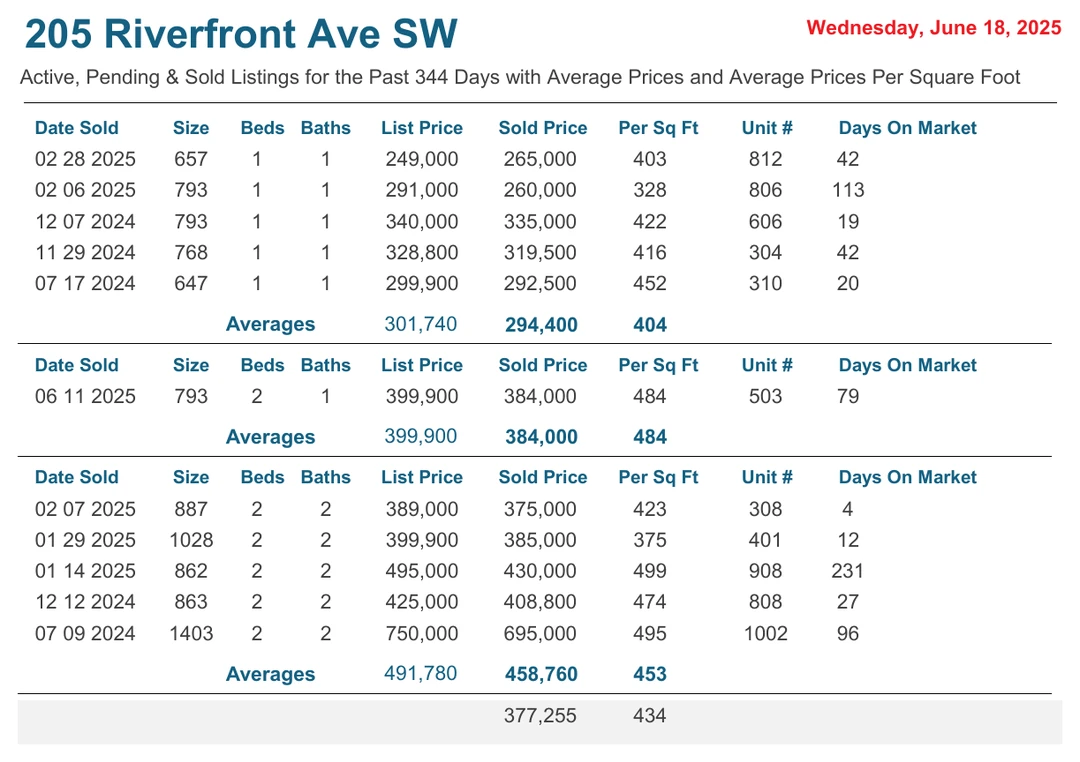 205 Riverfront Ave SW
Wednesday, June 18, 2025
Active, Pending & Sold Listings for the Past 344 Days with Average Prices and Average Prices Per Square Foot
Date Sold Size Beds Baths List Price Sold Price Per Sq Ft Unit # Days On Market
02 28 2025 657 1 1 249,000 265,000 403 812 42
02 06 2025 793 1 1 291,000 260,000 328 806 113
12 07 2024 793 1 1 340,000 335,000 422 606 19
11 29 2024 768 1 1 328,800 319,500 416 304 42
07 17 2024 647 1 1 299,900 292,500 452 310 20
Averages 301,740 294,400 404
Date Sold Size Beds Baths List Price Sold Price Per Sq Ft Unit # Days On Market
06 11 2025 793 2 1 399,900 384,000 484 503 79
Averages 399,900 384,000 484
Date Sold Size Beds Baths List Price Sold Price Per Sq Ft Unit # Days On Market
02 07 2025 887 2 2 389,000 375,000 423 308 4
01 29 2025 1028 2 2 399,900 385,000 375 401 12
01 14 2025 862 2 2 495,000 430,000 499 908 231
12 12 2024 863 2 2 425,000 408,800 474 808 27
07 09 2024 1403 2 2 750,000 695,000 495 1002 96
Averages 491,780 458,760 453
377,255 434